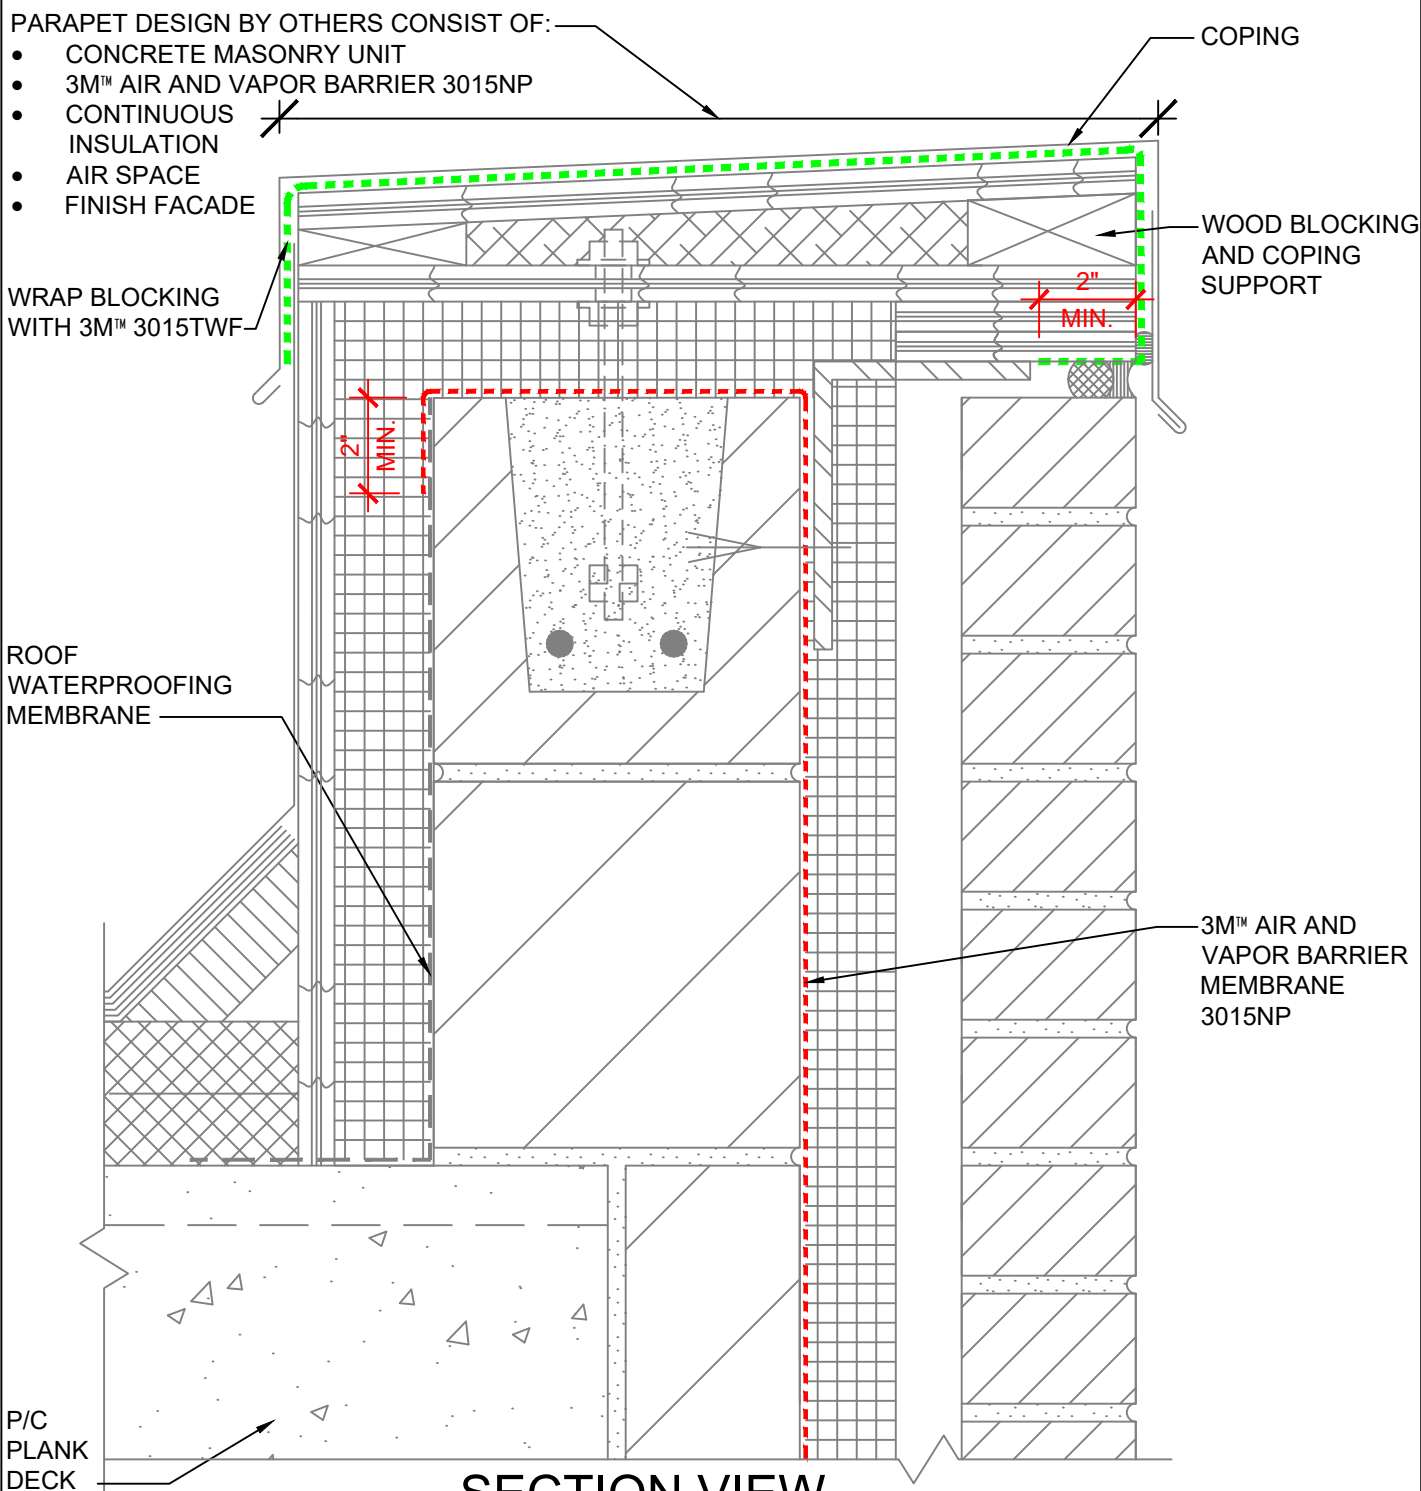 PARAPET DESIGN BY OTHERS CONSIST OF:
• CONCRETE MASONRY UNIT
• 3M™ AIR AND VAPOR BARRIER 3015NP
• CONTINUOUS
INSULATION
• AIR SPACE
• FINISH FACADE
COPING
WOOD BLOCKING
AND COPING
SUPPORT
WRAP BLOCKING
WITH 3M™ 3015TWF
2"
MIN.
2"
MIN.
ROOF
WATERPROOFING
MEMBRANE
3M™ AIR AND
VAPOR BARRIER
MEMBRANE
3015NP
P/C
PLANK
DECK
SECTION VIEW